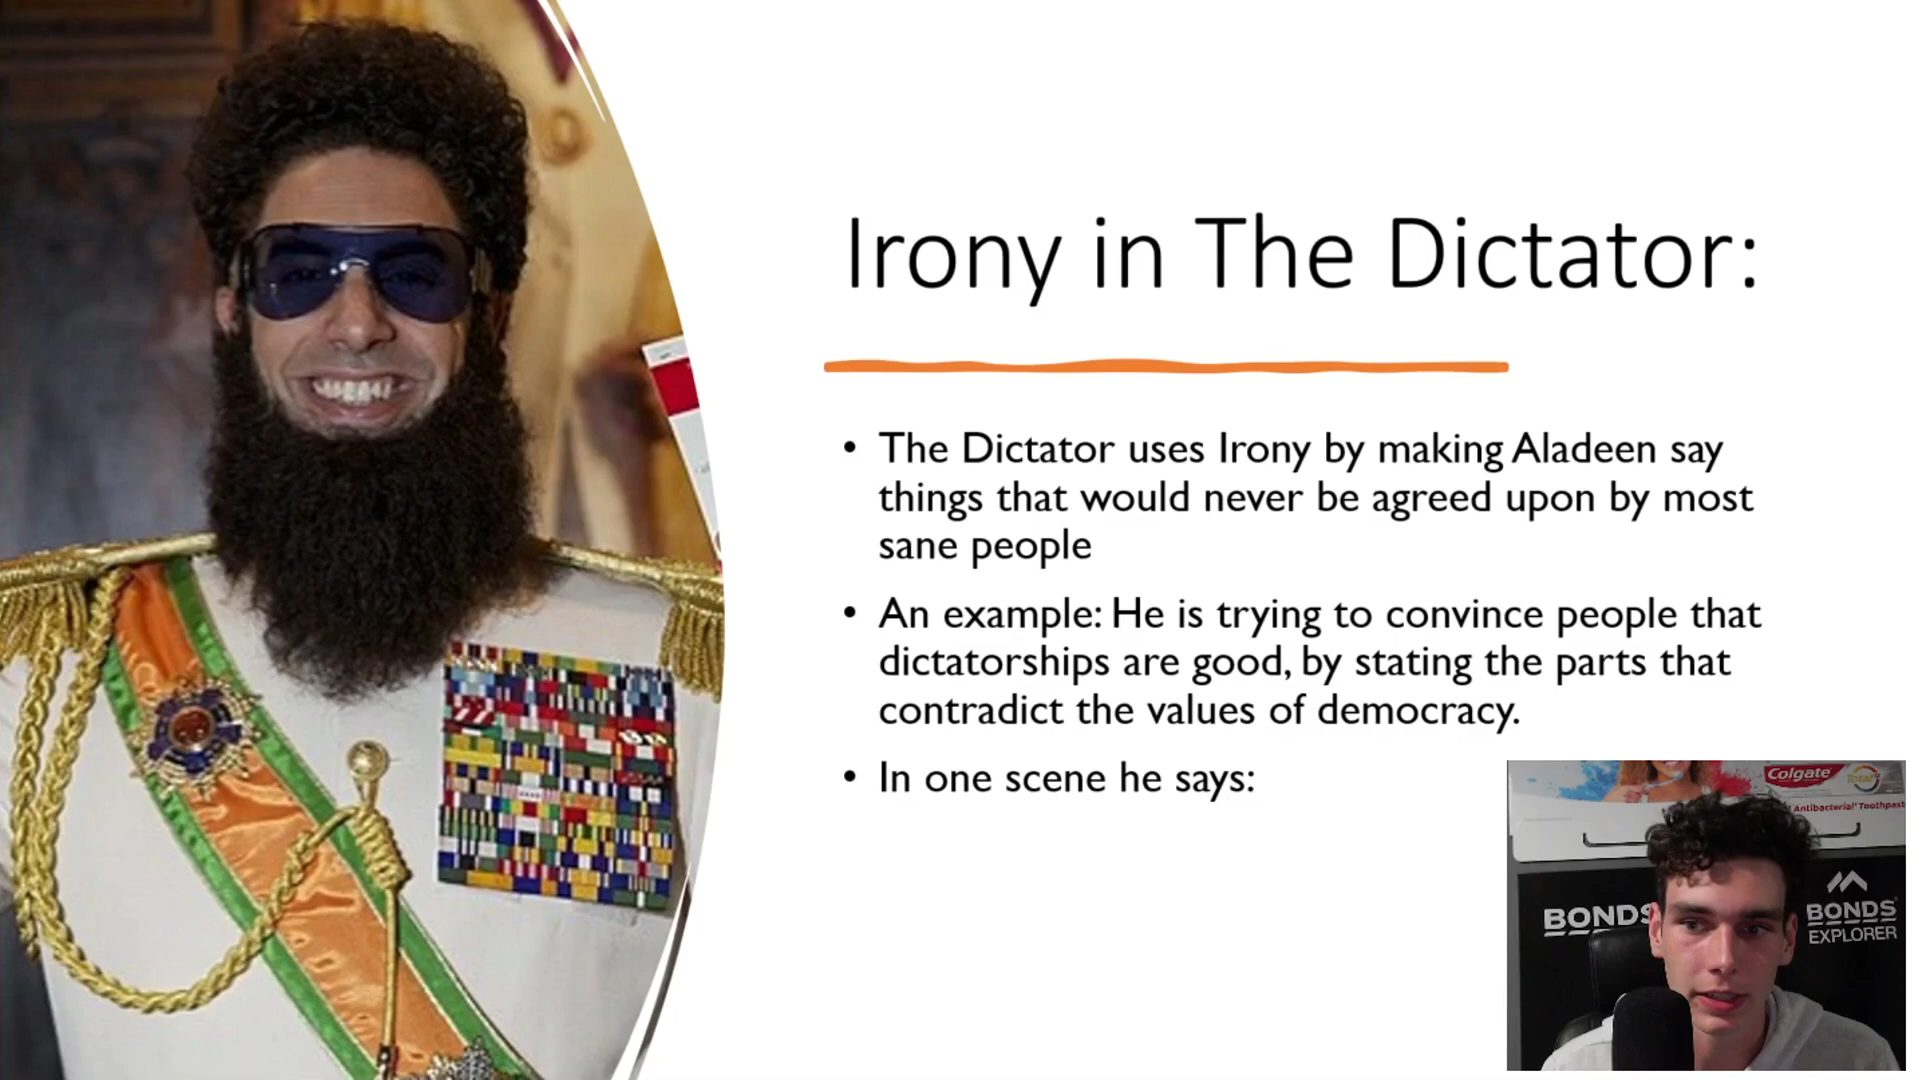 Irony in The Dictator:
• The Dictator uses Irony by making Aladeen say
things that would never be agreed upon by most
sane people
• An example: He is trying to convince people that
dictatorships are good, by stating the parts that
contradict the values of democracy.
• In one scene he says:
Colgate Total
Antibacterial* Toothpaste
BONDS
BONDS
EXPLORER